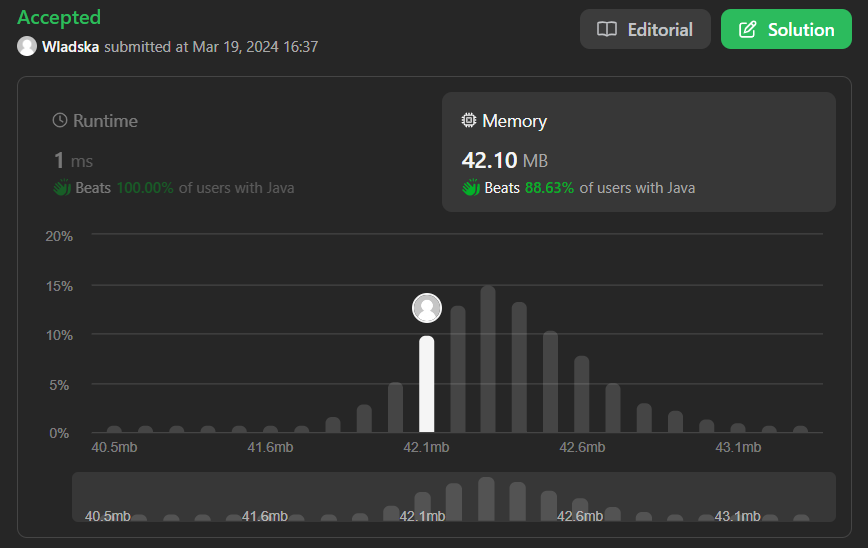 Accepted
Editorial
Solution
Wladska submitted at Mar 19, 2024 16:37
Runtime
1 ms
Beats 100.00% of users with Java
Memory
42.10 MB
Beats 88.63% of users with Java
20%
15%
10%
5%
0%
40.5mb 41.6mb 42.1mb 42.6mb 43.1mb
40.5mb 41.6mb 42.1mb 42.6mb 43.1mb